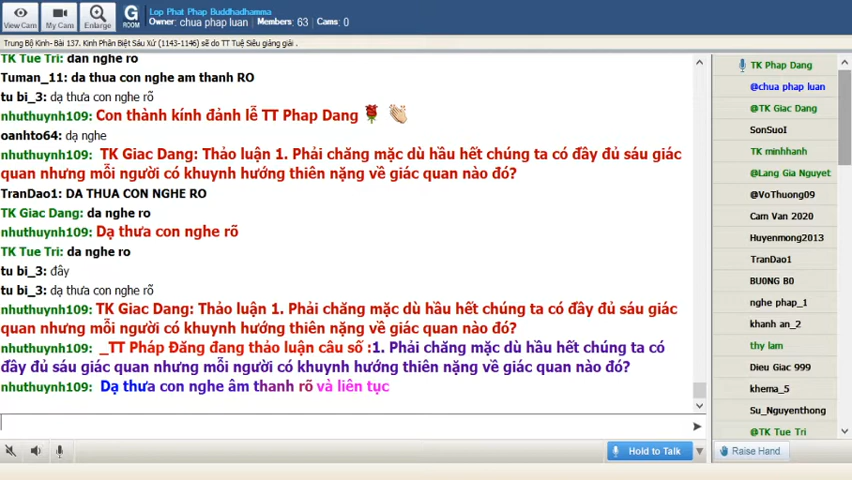 View Cam
My Cam
Enlarge
G
ROOM
Lop Phat Phap Buddhadhamma
Owner: chua phap luan Members: 63 Cams: 0
Trung Bộ Kinh- Bài 137. Kinh Phân Biệt Sáu Xứ (1143-1146) sẽ do TT Tuệ Siêu giảng giải .
TK Tue Tri: dan nghe ro
Tuman_11: da thua con nghe am thanh RO
tu bi_3: dạ thưa con nghe rõ
nhuthuynh109: Con thành kính đảnh lễ TT Phap Dang
oanhto64: dạ nghe
nhuthuynh109: TK Giac Dang: Thảo luận 1. Phải chăng mặc dù hầu hết chúng ta có đây đủ sáu giác
quan nhưng mỗi người có khuynh hướng thiên nặng về giác quan nào đó?
TranDao1: DA THUA CON NGHE RO
TK Giac Dang: da nghe ro
nhuthuynh109: Dạ thưa con nghe rõ
TK Tue Tri: da nghe ro
tu bi_3: đây
tu bi_3: dạ thưa con nghe rõ
nhuthuynh109: TK Giac Dang: Thảo luận 1. Phải chăng mặc dù hầu hết chúng ta có đây đủ sáu giác
quan nhưng mỗi người có khuynh hướng thiên nặng về giác quan nào đó?
nhuthuynh109: _TT Pháp Đăng đang thảo luận câu số :1. Phải chăng mặc dù hầu hết chúng ta có
đây đủ sáu giác quan nhưng mỗi người có khuynh hướng thiên nặng về giác quan nào đó?
nhuthuynh109: Dạ thưa con nghe âm thanh rõ và liên tục
Hold to Talk
TK Phap Dang
@chua phap luan
@TK Giac Dang
SonSuoI
TK minhhanh
@Lang Gia Nguyet
@VoThuong09
Cam Van 2020
Huyenmong2013
TranDao1
BU0NG B0
nghe phap_1
khanh an_2
thy lam
Dieu Giac 999
khema_5
Su_Nguyenthong
@TK Tue Tri
Raise Hand